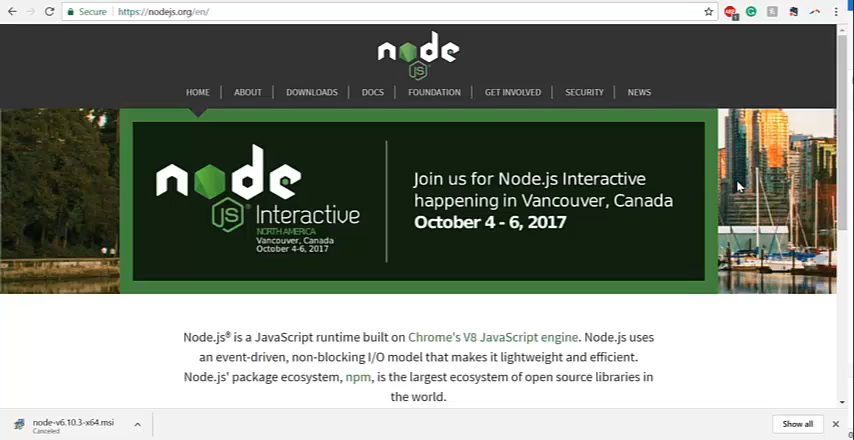 Secure https://nodejs.org/en/
node
JS
HOME ABOUT DOWNLOADS DOCS FOUNDATION GET INVOLVED SECURITY NEWS
node
JS Interactive
NORTH AMERICA
Vancouver, Canada
October 4-6, 2017
Join us for Node.js Interactive
happening in Vancouver, Canada
October 4 - 6, 2017
Node.js® is a JavaScript runtime built on Chrome's V8 JavaScript engine. Node.js uses
an event-driven, non-blocking I/O model that makes it lightweight and efficient.
Node.js' package ecosystem, npm, is the largest ecosystem of open source libraries in
the world.
node-v6.10.3-x64.msi
Canceled
Show all